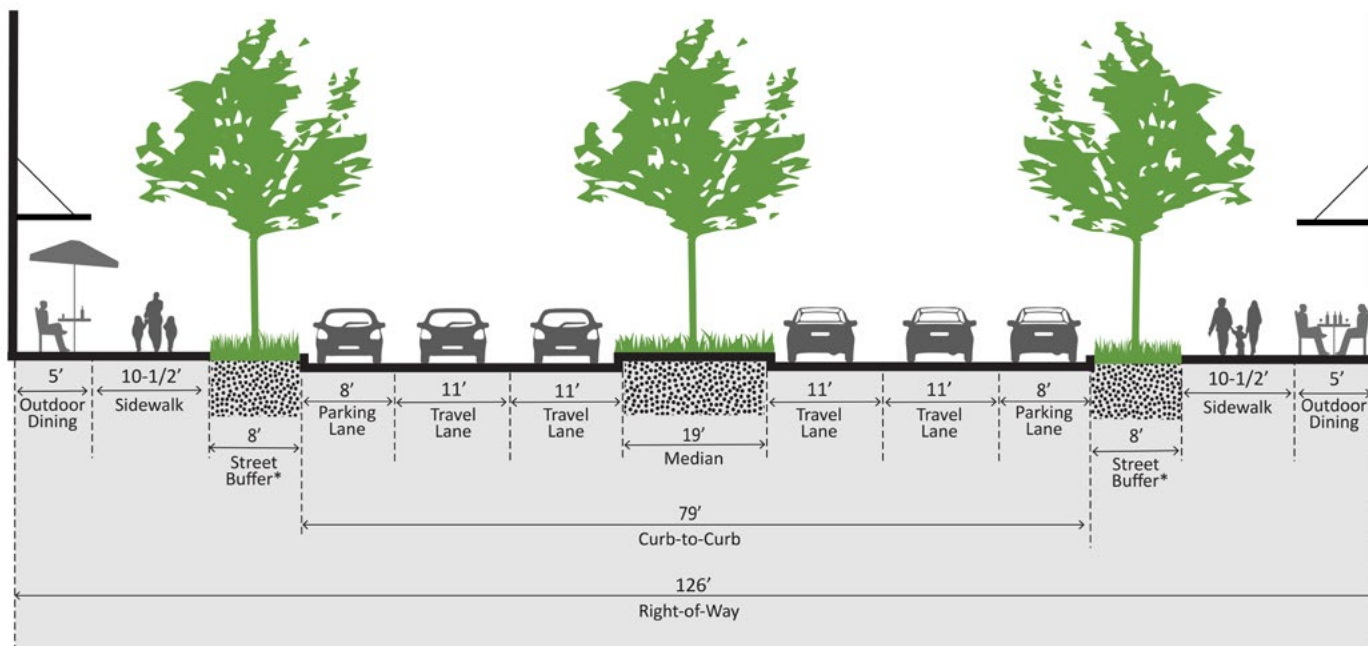 5’
Outdoor
Dining
10-1/2’
Sidewalk
8’
Street
Buffer*
8’
Parking
Lane
11’
Travel
Lane
11’
Travel
Lane
19’
Median
11’
Travel
Lane
11’
Travel
Lane
8’
Parking
Lane
8’
Street
Buffer*
10-1/2’
Sidewalk
5’
Outdoor
Dining
79’
Curb-to-Curb
126’
Right-of-Way